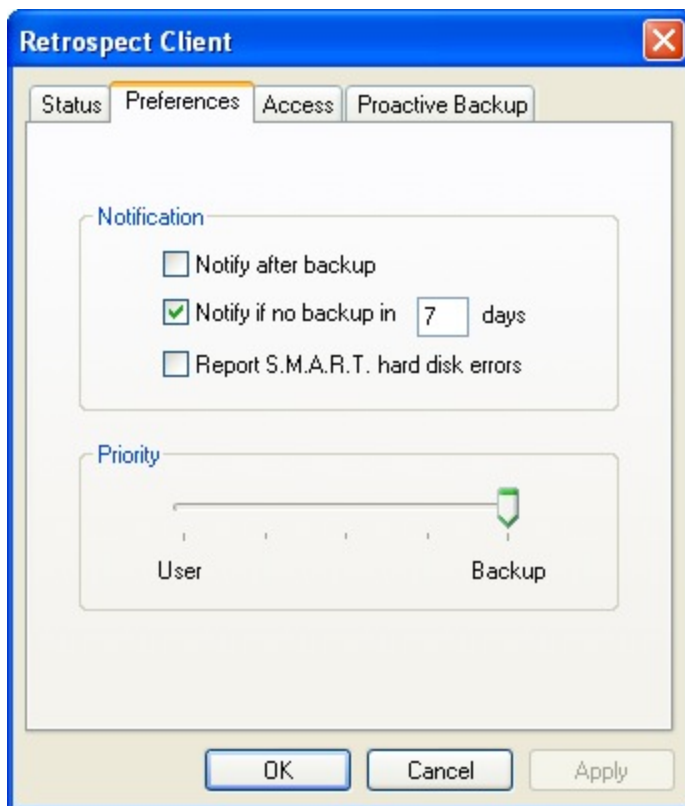 Retrospect Client
Status Preferences Access Proactive Backup
Notification
Notify after backup
Notify if no backup in 7 days
Report S.M.A.R.T. hard disk errors
Priority
User Backup
OK Cancel Apply